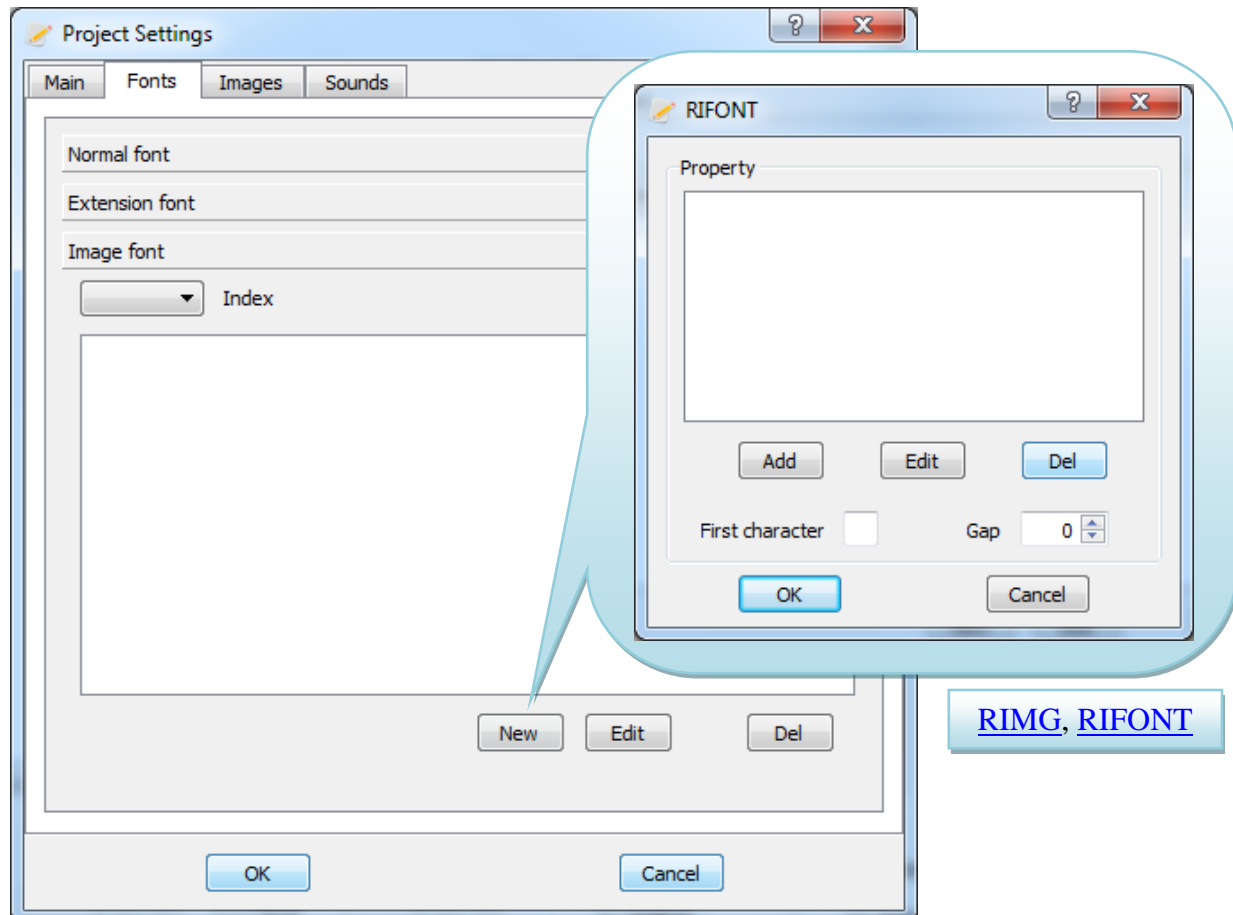 Project Settings
Main Fonts Images Sounds
Normal font
Extension font
Image font
Index
New Edit Del
OK Cancel
RIFONT
Property
Add Edit Del
First character Gap 0
OK Cancel
RIMG, RIFONT